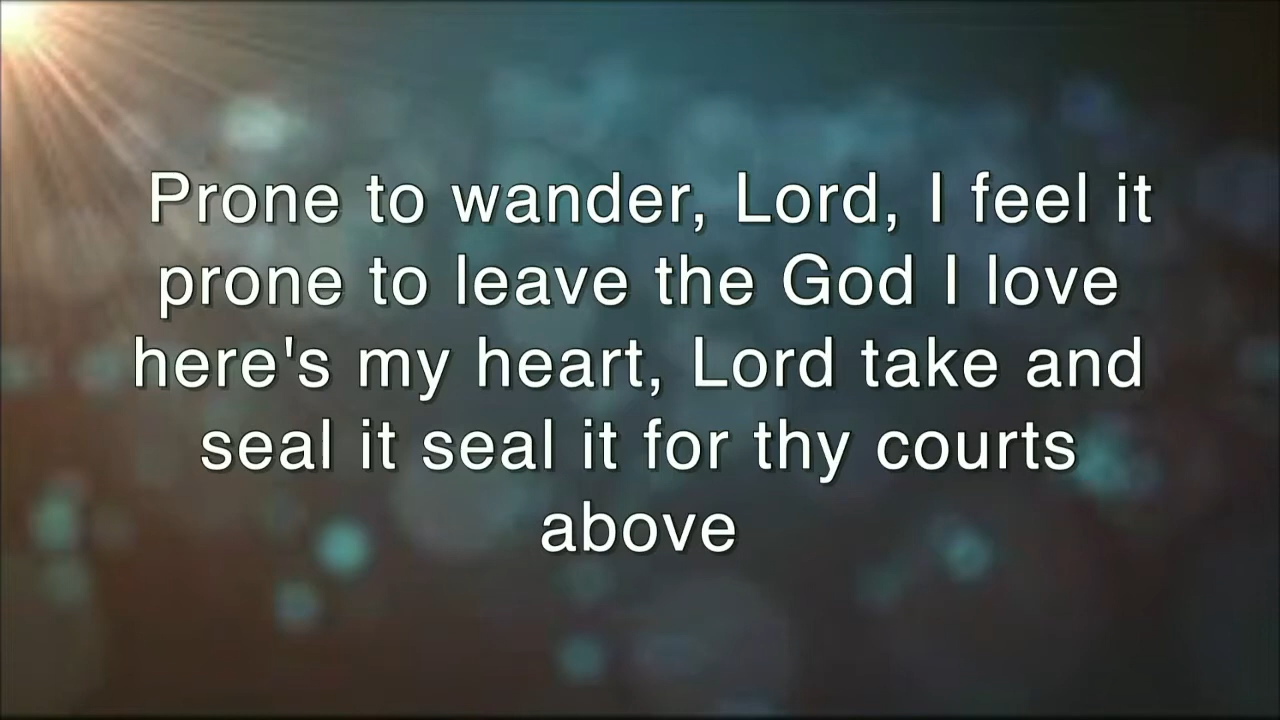 Prone to wander, Lord, I feel it
prone to leave the God I love
here's my heart, Lord take and
seal it seal it for thy courts
above